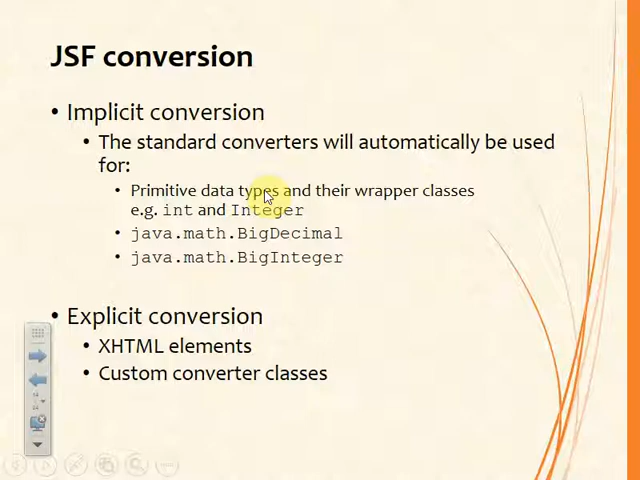 JSF conversion
• Implicit conversion
• The standard converters will automatically be used
for:
• Primitive data types and their wrapper classes
e.g. int and Integer
• java.math.BigDecimal
• java.math.BigInteger
• Explicit conversion
• XHTML elements
• Custom converter classes